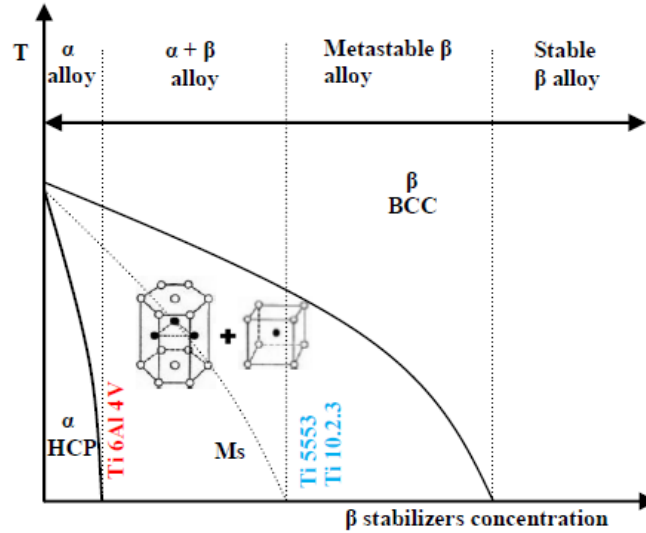 T
α
alloy
α + β
alloy
Metastable β
alloy
Stable
β alloy
β
BCC
+
α
HCP
Ti 6Al 4V
Ms
Ti 5553
Ti 10.2.3
β stabilizers concentration